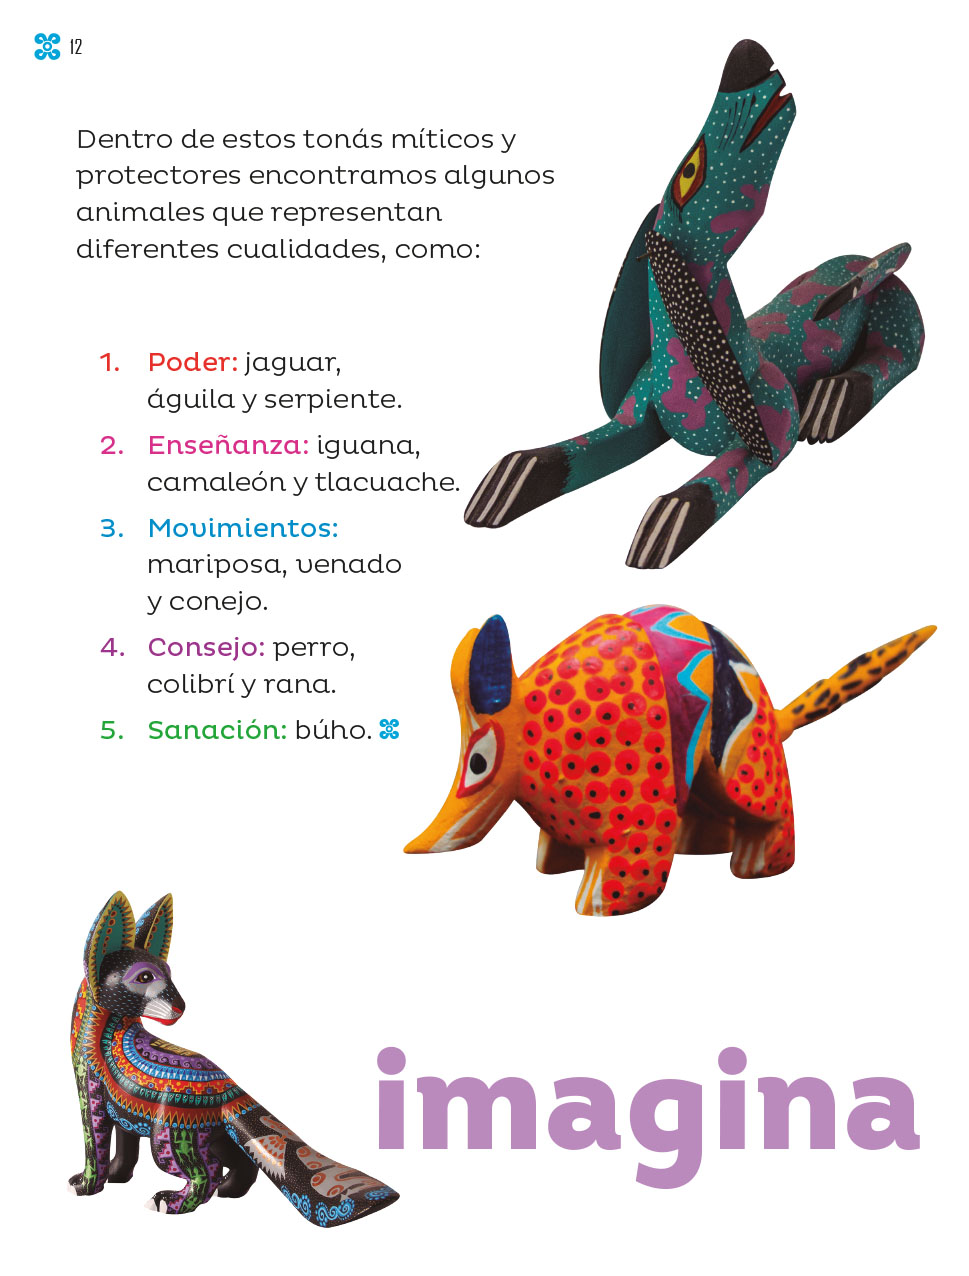 12
Dentro de estos tonás míticos y
protectores encontramos algunos
animales que representan
diferentes cualidades, como:
1. Poder: jaguar,
águila y serpiente.
2. Enseñanza: iguana,
camaleón y tlacuache.
3. Movimientos:
mariposa, venado
y conejo.
4. Consejo: perro,
colibrí y rana.
5. Sanación: búho.
imagina